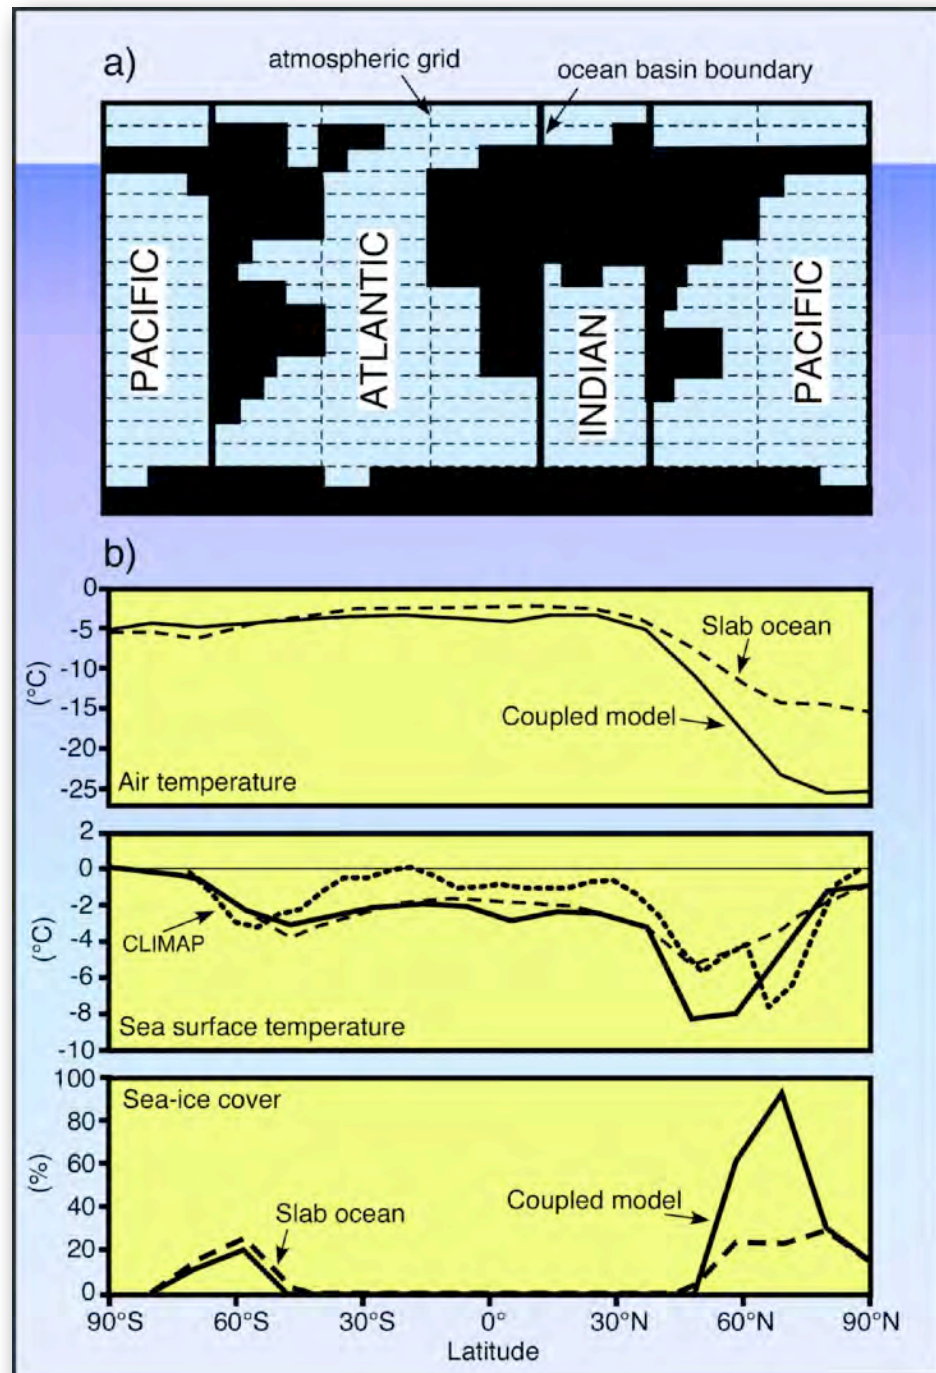 a)
atmospheric grid
ocean basin boundary
PACIFIC
ATLANTIC
INDIAN
PACIFIC
b)
0
-5
-10
-15
-20
-25
(°C)
Slab ocean
Coupled model
Air temperature
2
0
-2
-4
-6
-8
-10
(°C)
CLIMAP
Sea surface temperature
100
80
60
40
20
0
(%)
Sea-ice cover
Slab ocean
Coupled model
90°S 60°S 30°S 0° 30°N 60°N 90°N
Latitude